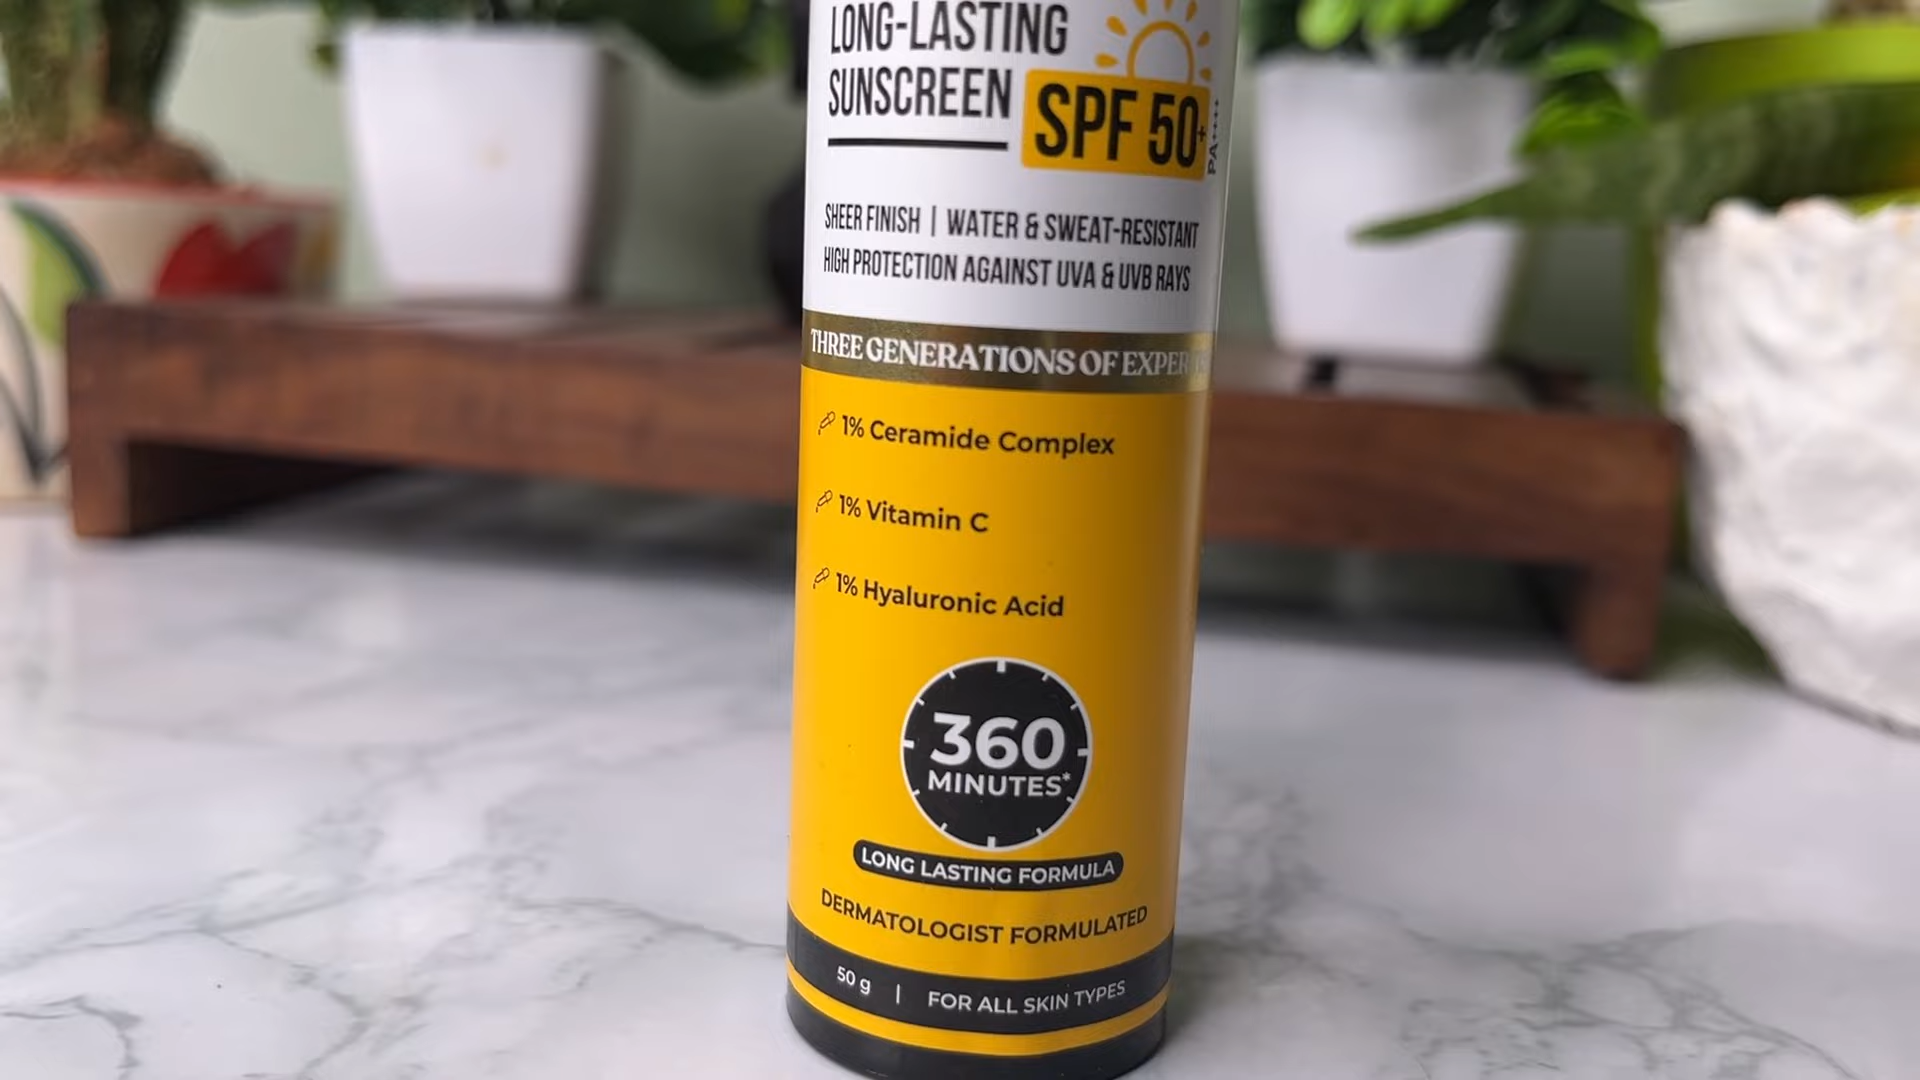 LONG-LASTING
SUNSCREEN
SPF 50+
PA++++
SHEER FINISH | WATER & SWEAT-RESISTANT
HIGH PROTECTION AGAINST UVA & UVB RAYS
THREE GENERATIONS OF
1% Ceramide Complex
1% Vitamin C
1% Hyaluronic Acid
360
MINUTES*
LONG LASTING FORMULA
DERMATOLOGIST FORMULATED
50 g | FOR ALL SKIN TYPES